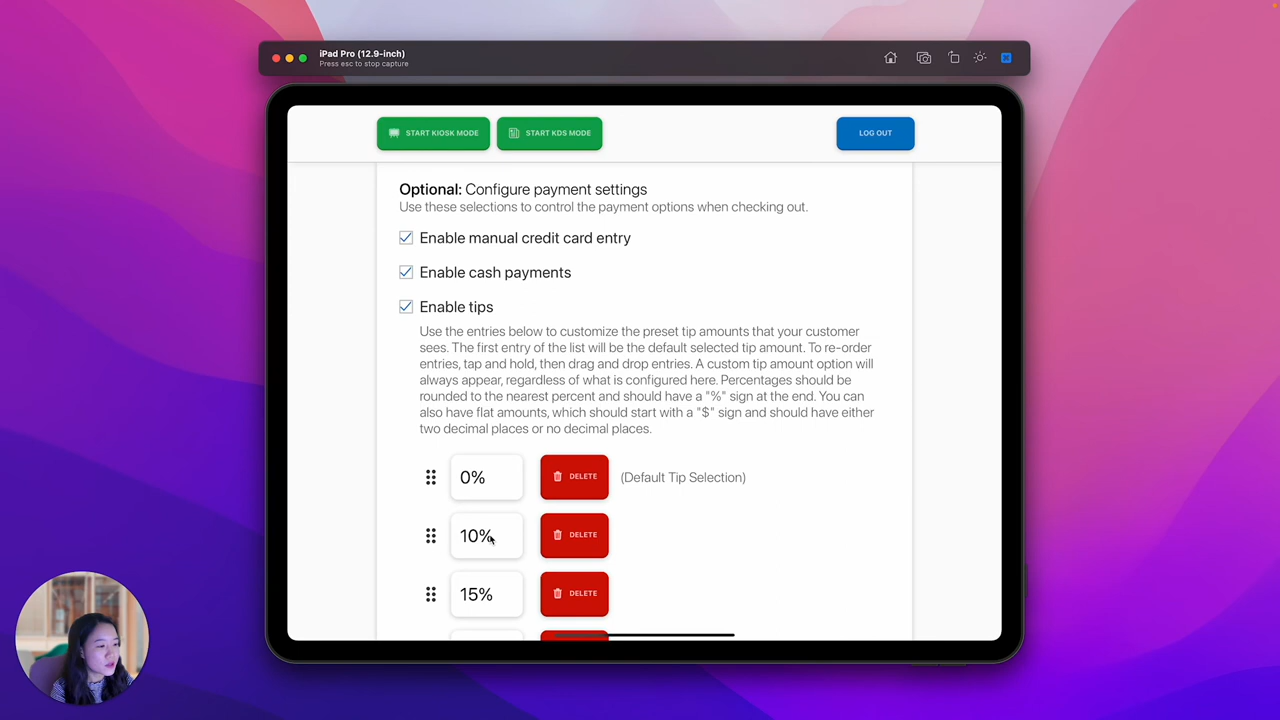 iPad Pro (12.9-inch)
Press esc to stop capture
START KIOSK MODE
START KDS MODE
LOG OUT
Optional: Configure payment settings
Use these selections to control the payment options when checking out.
Enable manual credit card entry
Enable cash payments
Enable tips
Use the entries below to customize the preset tip amounts that your customer
sees. The first entry of the list will be the default selected tip amount. To re-order
entries, tap and hold, then drag and drop entries. A custom tip amount option will
always appear, regardless of what is configured here. Percentages should be
rounded to the nearest percent and should have a "%" sign at the end. You can
also have flat amounts, which should start with a "$" sign and should have either
two decimal places or no decimal places.
0% DELETE (Default Tip Selection)
10% DELETE
15% DELETE